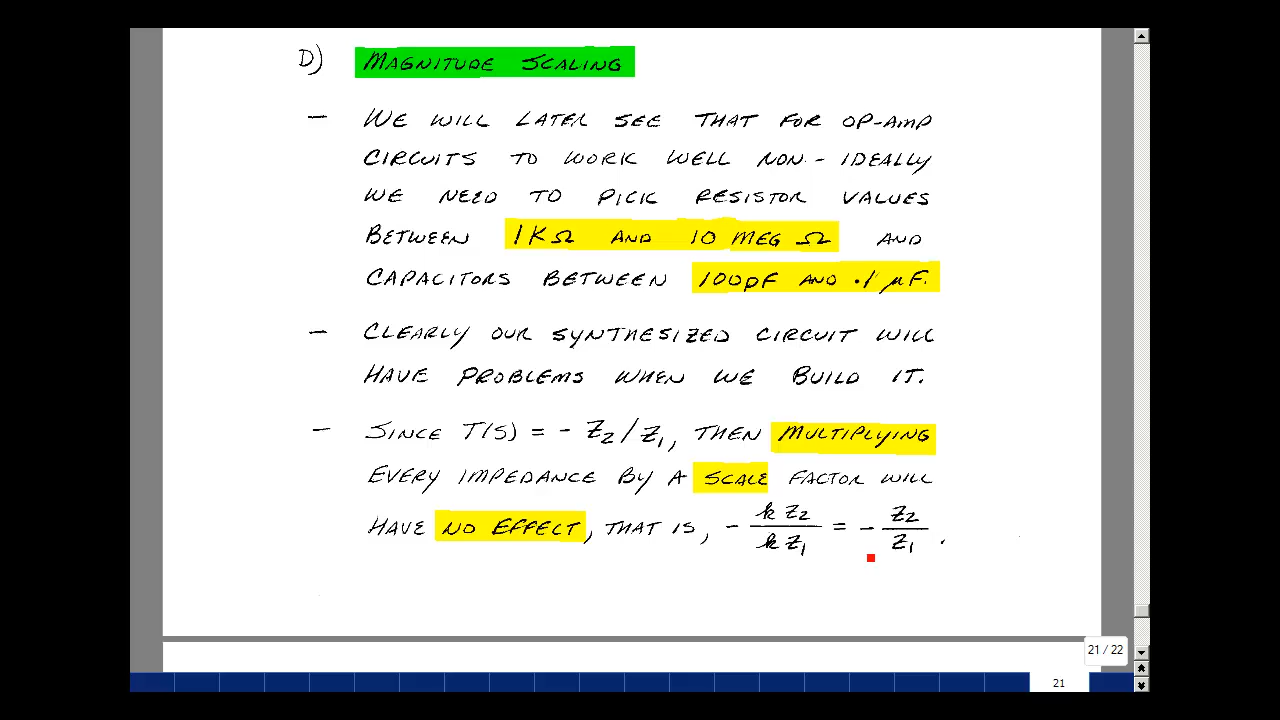 D) MAGNITUDE SCALING
– WE WILL LATER SEE THAT FOR OP-AMP
CIRCUITS TO WORK WELL NON-IDEALLY
WE NEED TO PICK RESISTOR VALUES
BETWEEN 1KΩ AND 10 MEG Ω AND
CAPACITORS BETWEEN 100pF AND .1 μF.
– CLEARLY OUR SYNTHESIZED CIRCUIT WILL
HAVE PROBLEMS WHEN WE BUILD IT.
– SINCE T(S) = - Z₂/Z₁, THEN MULTIPLYING
EVERY IMPEDANCE BY A SCALE FACTOR WILL
HAVE NO EFFECT, THAT IS, - kZ₂/kZ₁ = - Z₂/Z₁.
21 / 22
21